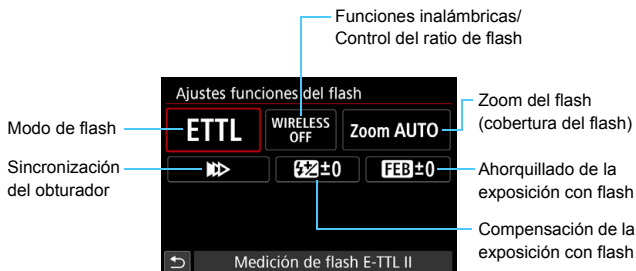 Funciones inalámbricas/
Control del ratio de flash
Ajustes funciones del flash
Modo de flash
ETTL
WIRELESS
OFF
Zoom AUTO
Zoom del flash
(cobertura del flash)
Sincronización
del obturador
±0
FEB±0
Ahorquillado de la
exposición con flash
Compensación de la
exposición con flash
Medición de flash E-TTL II